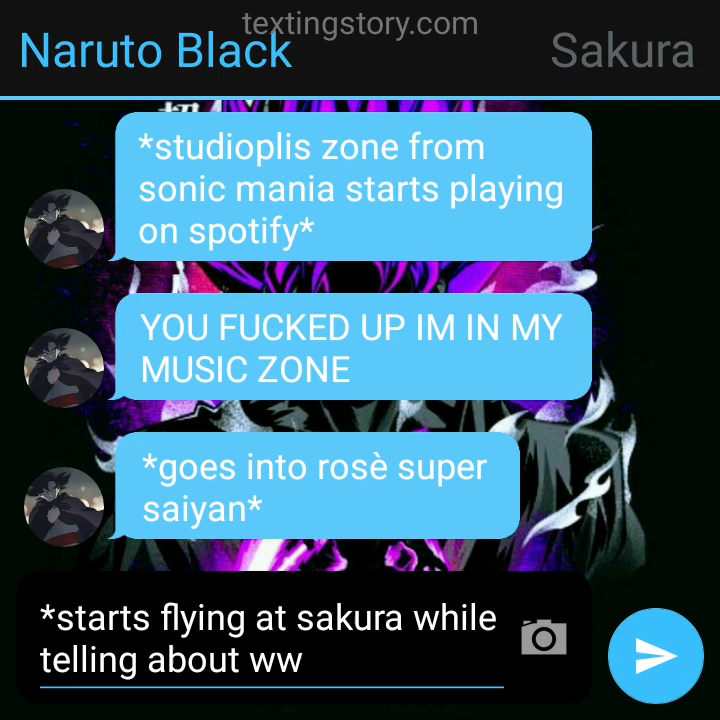 textingstory.com
Naruto Black
Sakura
*studioplis zone from
sonic mania starts playing
on spotify*
YOU FUCKED UP IM IN MY
MUSIC ZONE
*goes into rosè super
saiyan*
*starts flying at sakura while
telling about ww